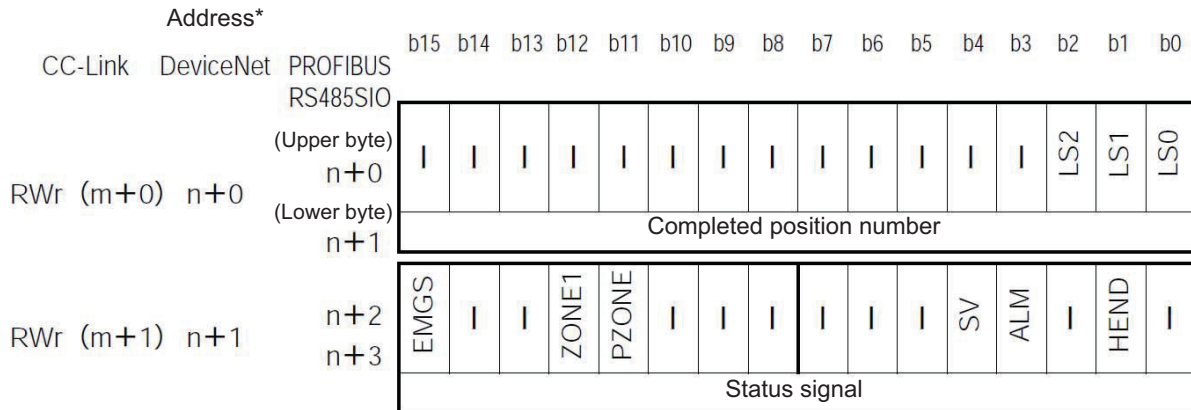 Address*
b15 b14 b13 b12 b11 b10 b9 b8 b7 b6 b5 b4 b3 b2 b1 b0
CC-Link DeviceNet PROFIBUS
RS485SIO
(Upper byte)
n+0
RWr (m+0) n+0
(Lower byte)
n+1
— — — — — — — — — — — — — LS2 LS1 LS0
Completed position number
n+2
RWr (m+1) n+1
n+3
EMGS — — ZONE1 PZONE — — — — — — SV ALM — HEND —
Status signal